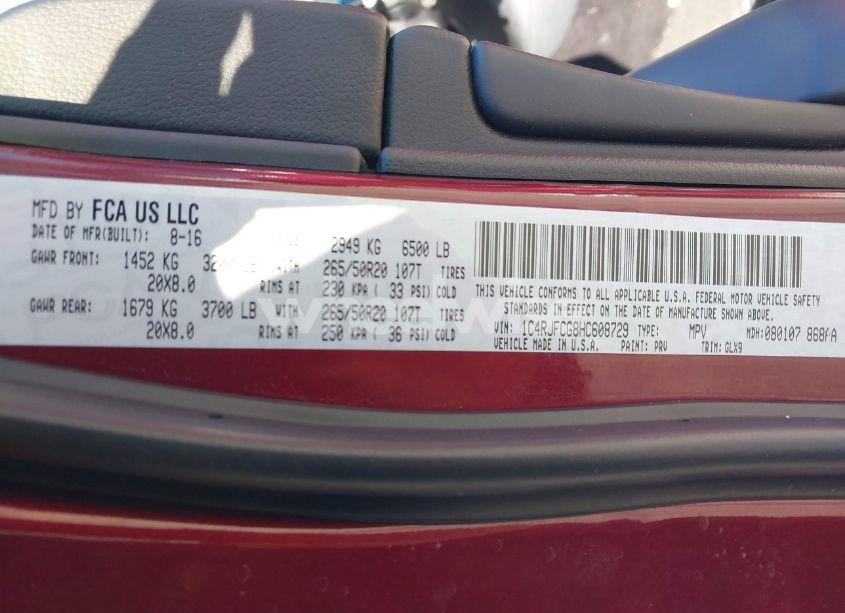 MFD BY FCA US LLC
DATE OF MFR(BUILT): 8-16 2949 KG 6500 LB
GAWR FRONT: 1452 KG WITH 265/50R20 107T TIRES
20X8.0 RIMS AT 230 KPA ( 33 PSI) COLD
GAWR REAR: 1679 KG 3700 LB WITH 265/50R20 107T TIRES
20X8.0 RIMS AT 250 KPA ( 36 PSI) COLD
THIS VEHICLE CONFORMS TO ALL APPLICABLE U.S.A. FEDERAL MOTOR VEHICLE SAFETY
STANDARDS IN EFFECT ON THE DATE OF MANUFACTURE SHOWN ABOVE.
VIN: 1C4RJFCG8HC608729 TYPE: MPV MDH:080107 868FA
VEHICLE MADE IN U.S.A. PAINT: PRV TRIM: GLX9